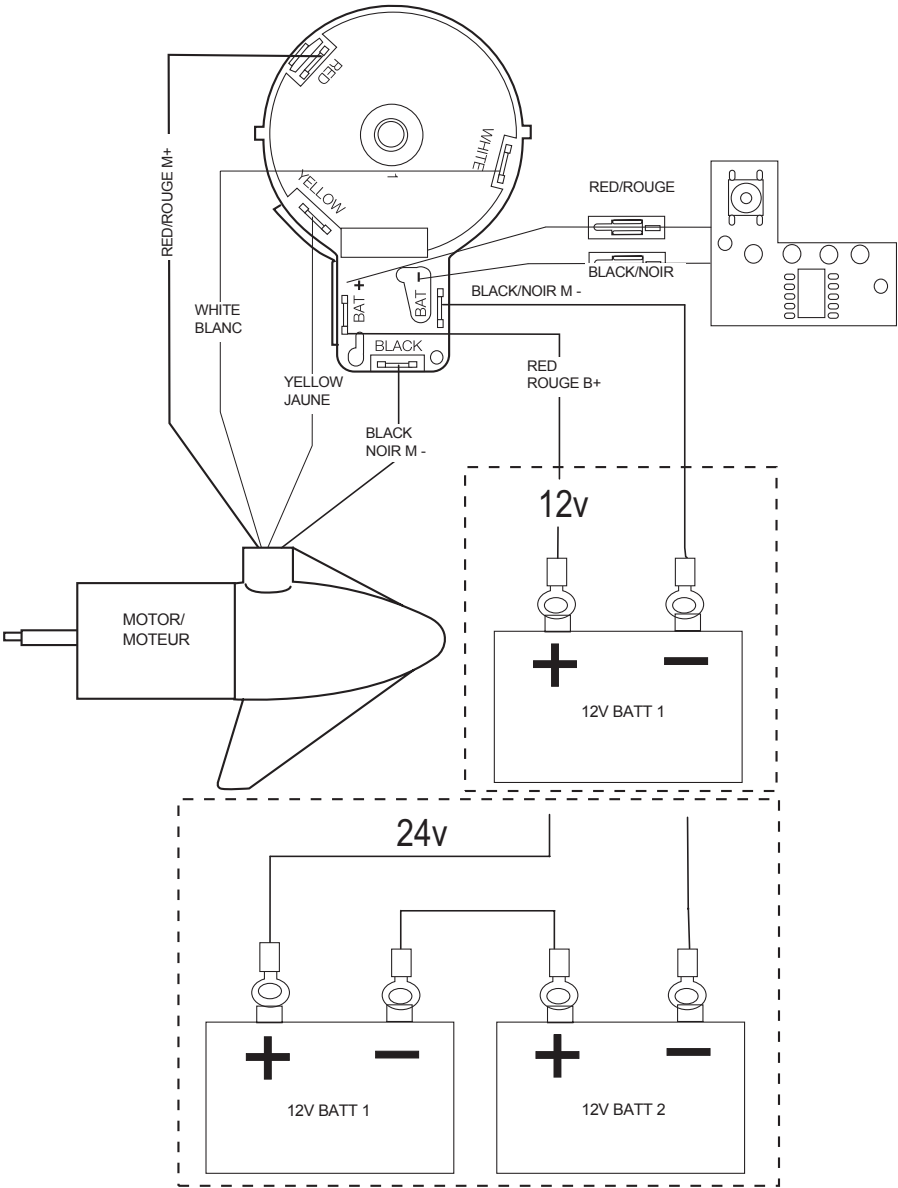 RED
WHITE
1
YELLOW
RED/ROUGE M+
RED/ROUGE
BLACK/NOIR
+
BAT
−
BAT
BLACK/NOIR M -
BLACK
WHITE
BLANC
YELLOW
JAUNE
RED
ROUGE B+
BLACK
NOIR M -
12v
MOTOR/
MOTEUR
+ −
12V BATT 1
24v
+ − + −
12V BATT 1
12V BATT 2